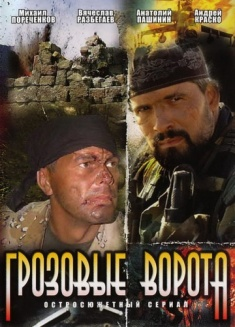 Михаил Вячеслав Анатолий Андрей
ПОРЕЧЕНКОВ РАЗБЕГАЕВ ПАШИНИН КРАСКО
ГРОЗОВЫЕ ВОРОТА
ОСТРОСЮЖЕТНЫЙ СЕРИАЛ